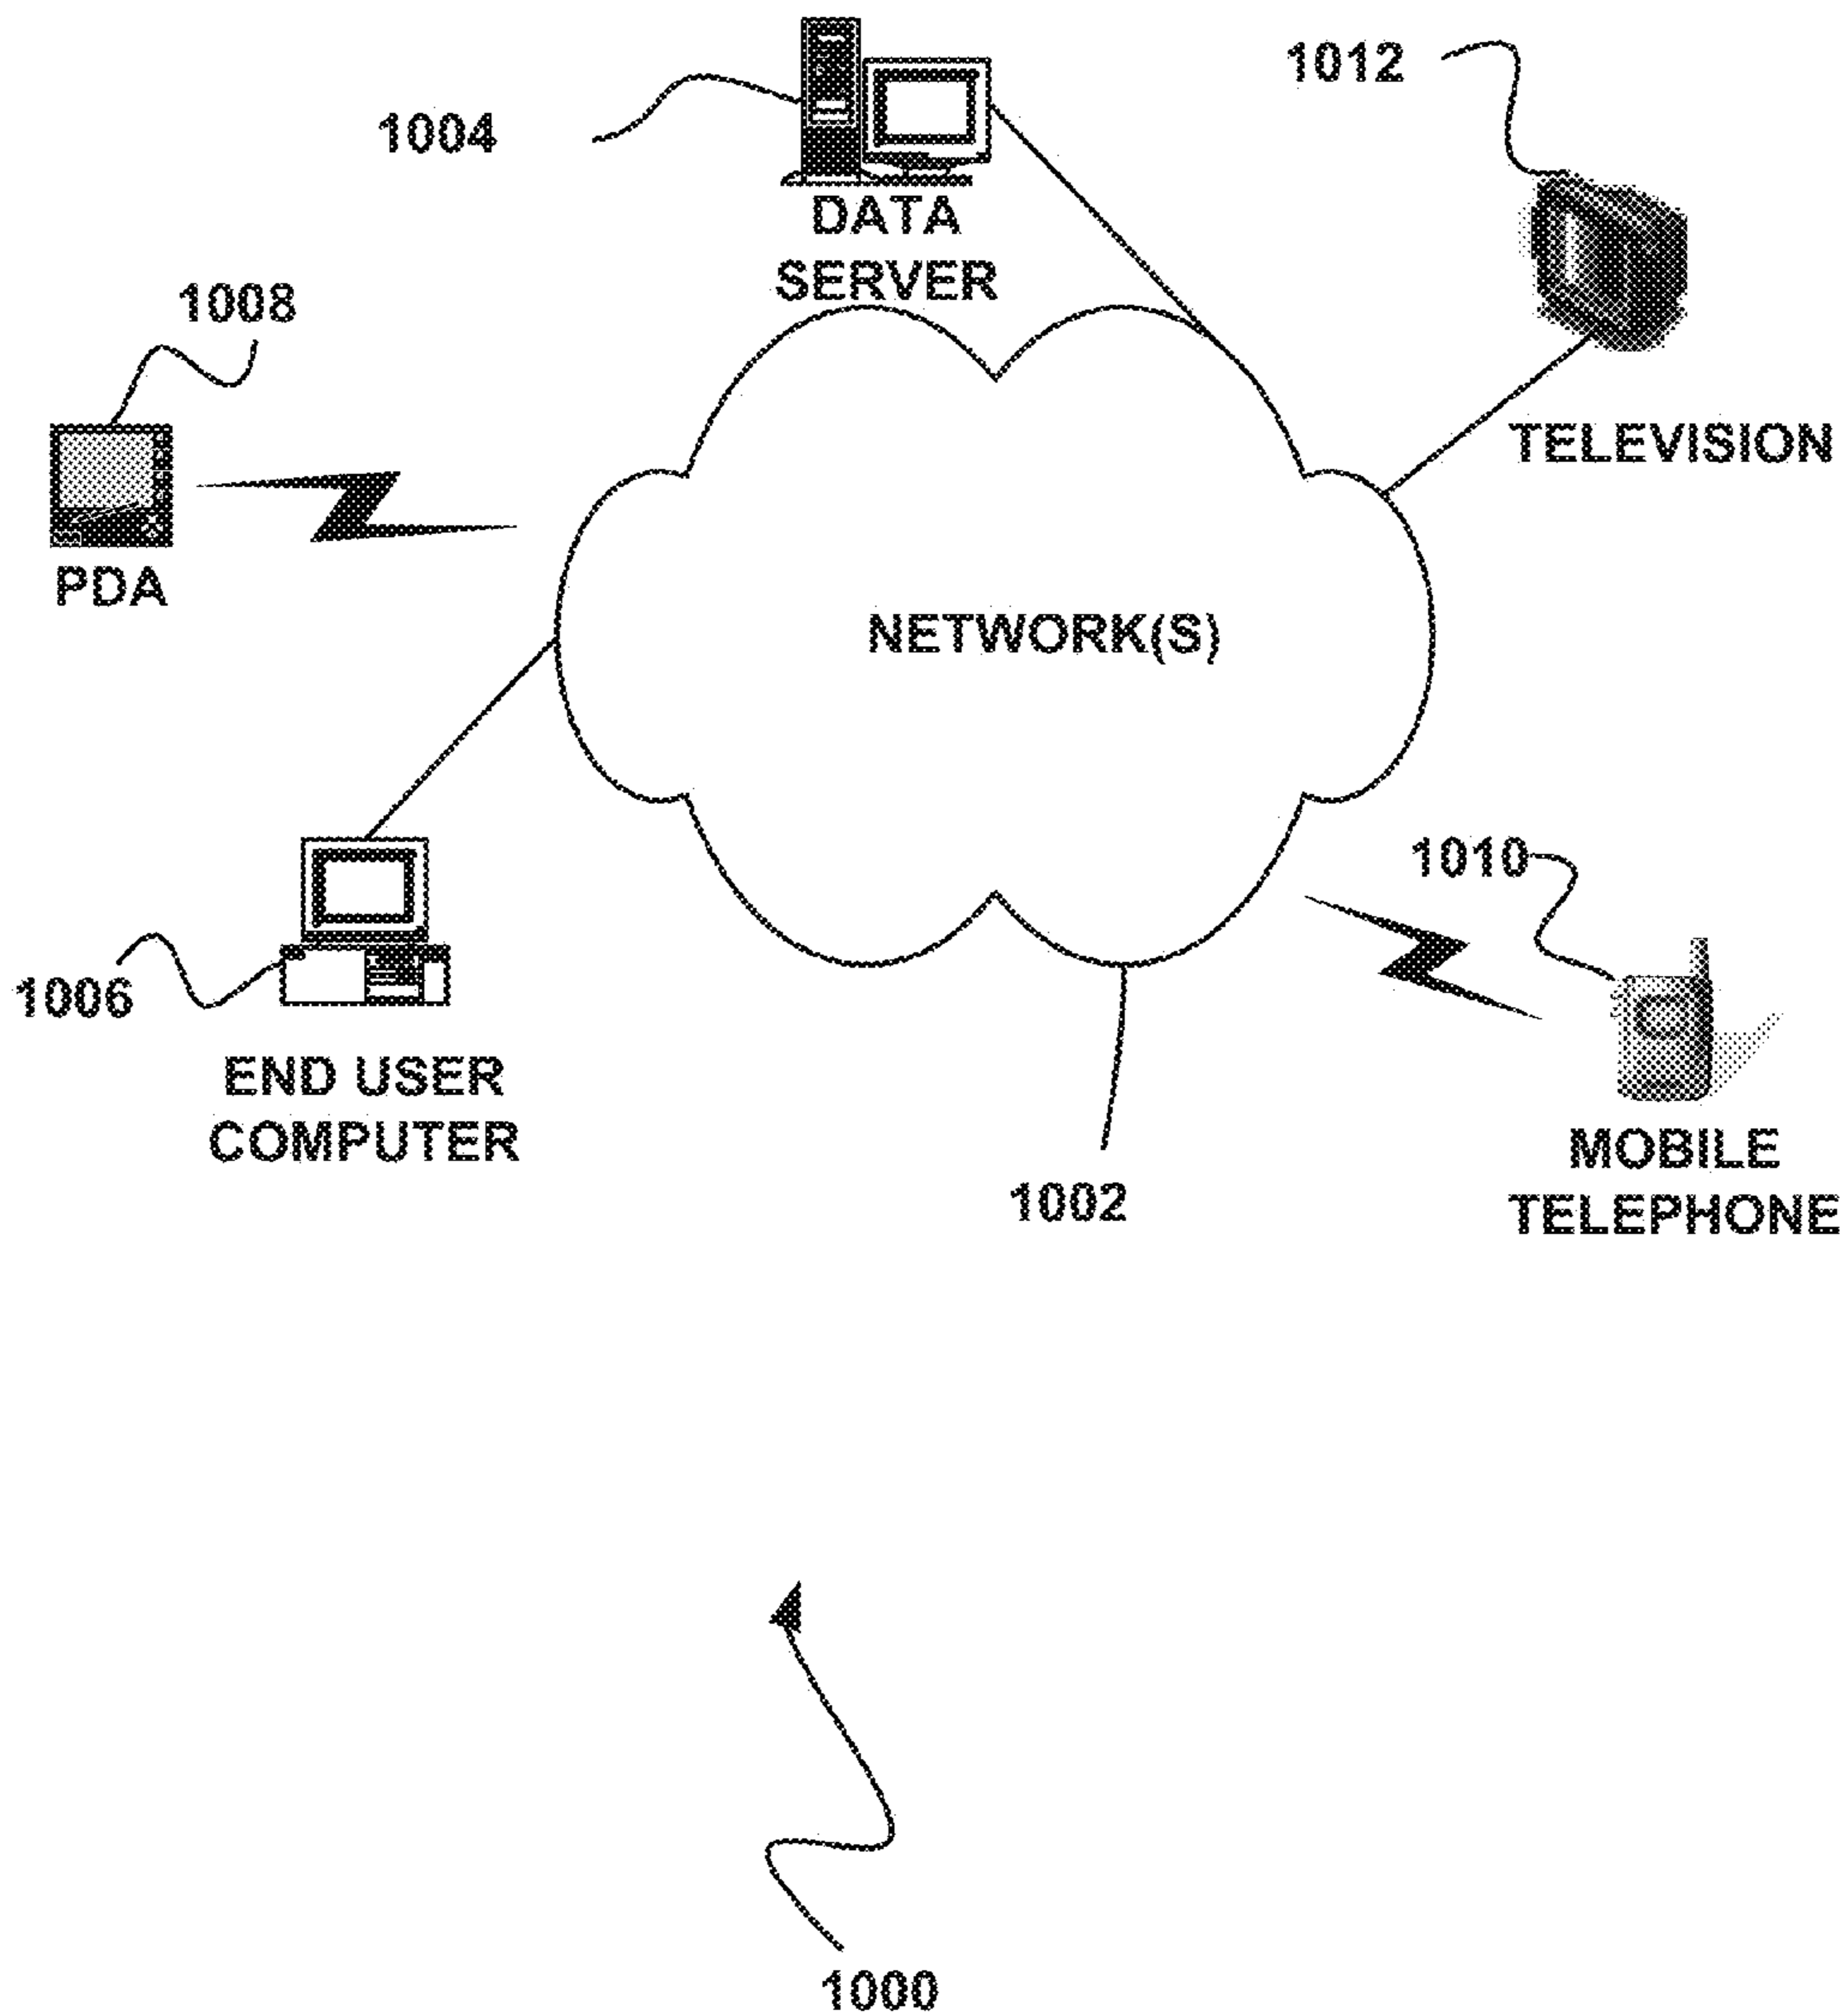 1004
DATA
SERVER
1012
TELEVISION
1008
PDA
NETWORK(S)
1006
END USER
COMPUTER
1002
1010
MOBILE
TELEPHONE
1000